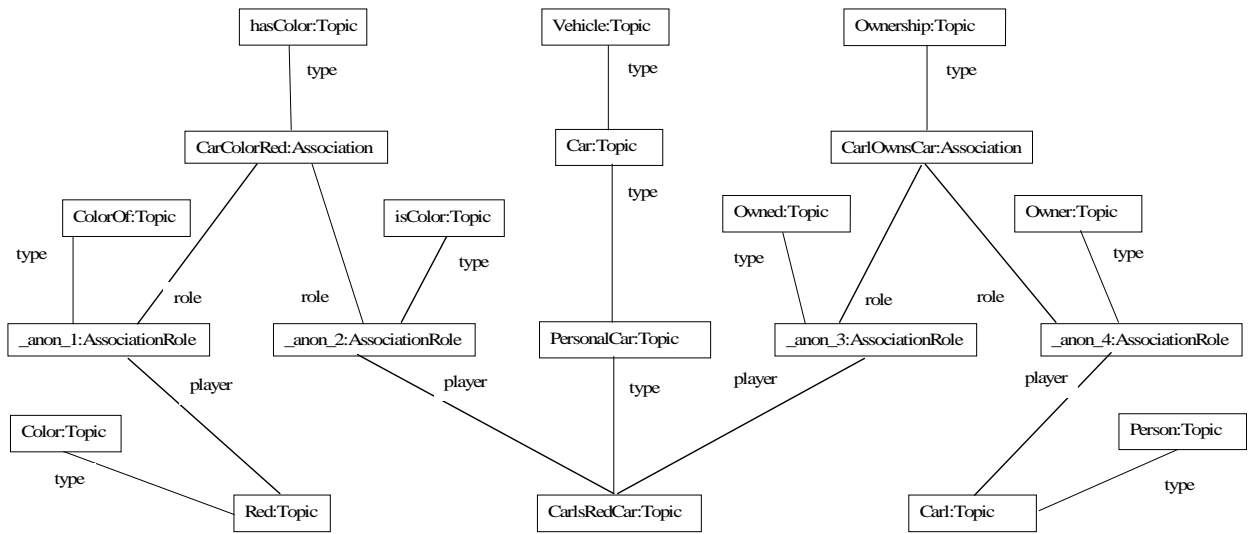 hasColor:Topic
Vehicle:Topic
Ownership:Topic
type
type
type
CarColorRed:Association
Car:Topic
CarlOwnsCar:Association
type
ColorOf:Topic
isColor:Topic
Owned:Topic
Owner:Topic
type
type
type
type
role
role
role
role
_anon_1:AssociationRole
_anon_2:AssociationRole
PersonalCar:Topic
_anon_3:AssociationRole
_anon_4:AssociationRole
player
player
type
player
player
Color:Topic
Person:Topic
type
type
Red:Topic
CarlsRedCar:Topic
Carl:Topic